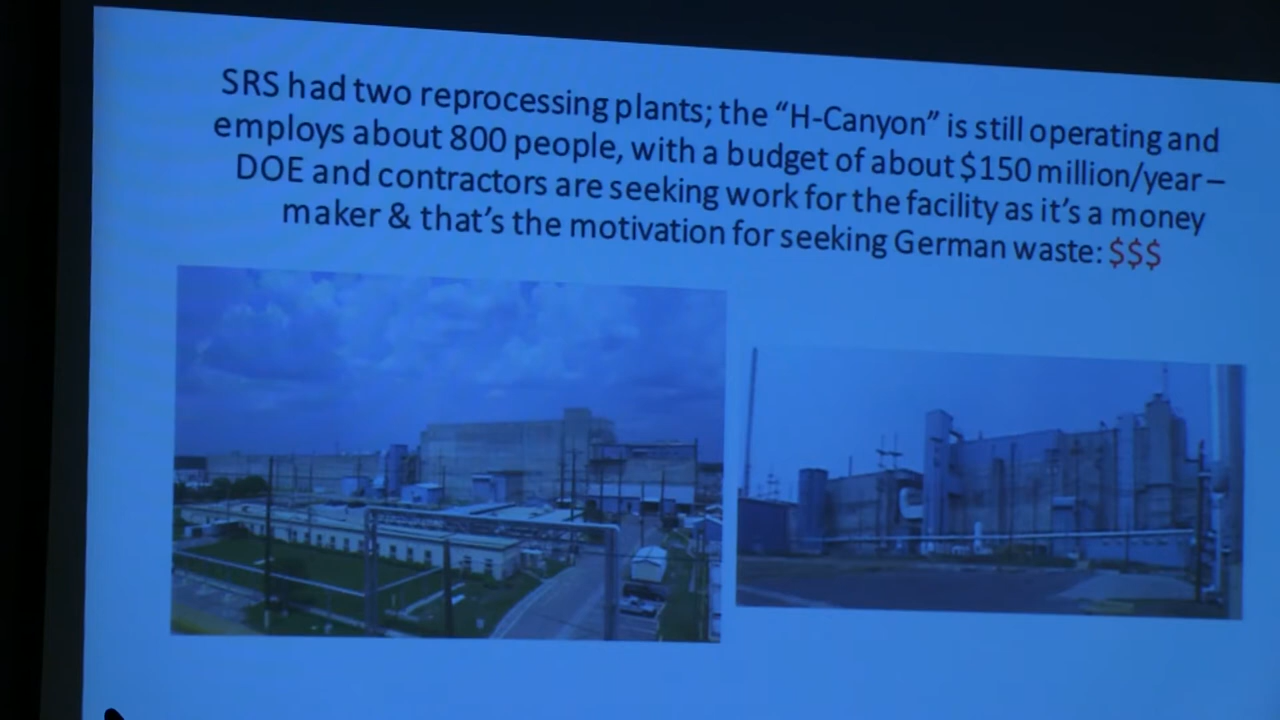 SRS had two reprocessing plants; the “H-Canyon” is still operating and
employs about 800 people, with a budget of about $150 million/year –
DOE and contractors are seeking work for the facility as it’s a money
maker & that’s the motivation for seeking German waste: $$$